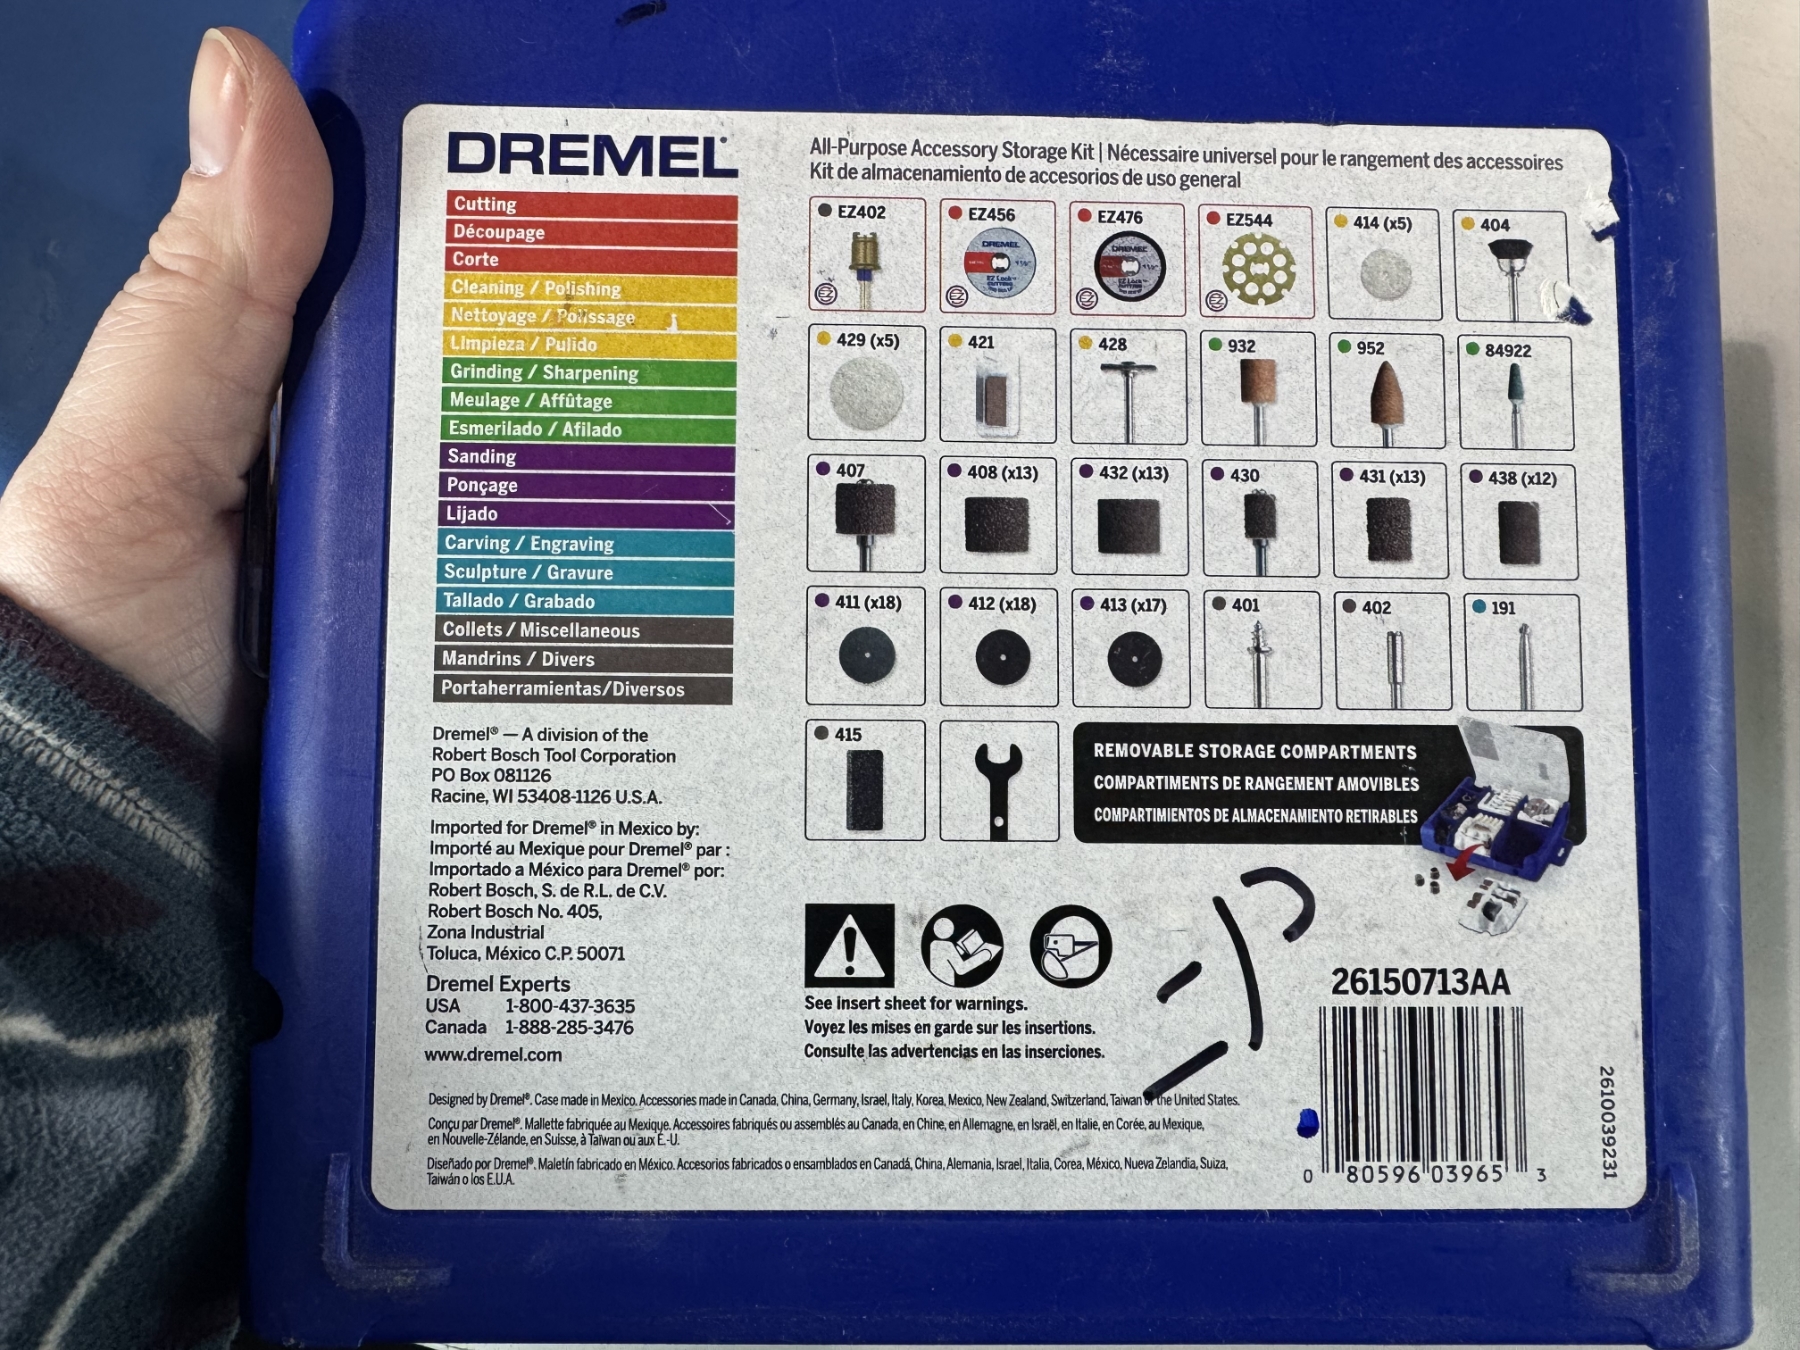 DREMEL®
Cutting
Découpage
Corte
Cleaning / Polishing
Nettoyage / Polissage
Limpieza / Pulido
Grinding / Sharpening
Meulage / Affûtage
Esmerilado / Afilado
Sanding
Ponçage
Lijado
Carving / Engraving
Sculpture / Gravure
Tallado / Grabado
Collets / Miscellaneous
Mandrins / Divers
Portaherramientas/Diversos
Dremel® — A division of the
Robert Bosch Tool Corporation
PO Box 081126
Racine, WI 53408-1126 U.S.A.
Imported for Dremel® in Mexico by:
Importé au Mexique pour Dremel® par :
Importado a México para Dremel® por:
Robert Bosch, S. de R.L. de C.V.
Robert Bosch No. 405,
Zona Industrial
Toluca, México C.P. 50071
Dremel Experts
USA 1-800-437-3635
Canada 1-888-285-3476
www.dremel.com
All-Purpose Accessory Storage Kit | Nécessaire universel pour le rangement des accessoires
Kit de almacenamiento de accesorios de uso general
EZ402 EZ456 EZ476 EZ544 414 (x5) 404
EZ DREMEL EZ Lock™ EZ DREMEL EZ Lock™ EZ EZ
429 (x5) 421 428 932 952 84922
407 408 (x13) 432 (x13) 430 431 (x13) 438 (x12)
411 (x18) 412 (x18) 413 (x17) 401 402 191
415
REMOVABLE STORAGE COMPARTMENTS
COMPARTIMENTS DE RANGEMENT AMOVIBLES
COMPARTIMIENTOS DE ALMACENAMIENTO RETIRABLES
See insert sheet for warnings.
Voyez les mises en garde sur les insertions.
Consulte las advertencias en las inserciones.
26150713AA
0 80596 03965 3
2610039231
Designed by Dremel®. Case made in Mexico. Accessories made in Canada, China, Germany, Israel, Italy, Korea, Mexico, New Zealand, Switzerland, Taiwan or the United States.
Conçu par Dremel®. Mallette fabriquée au Mexique. Accessoires fabriqués ou assemblés au Canada, en Chine, en Allemagne, en Israël, en Italie, en Corée, au Mexique,
en Nouvelle-Zélande, en Suisse, à Taïwan ou aux É.-U.
Diseñado por Dremel®. Maletín fabricado en México. Accesorios fabricados o ensamblados en Canadá, China, Alemania, Israel, Italia, Corea, México, Nueva Zelandia, Suiza,
Taiwán o los E.U.A.